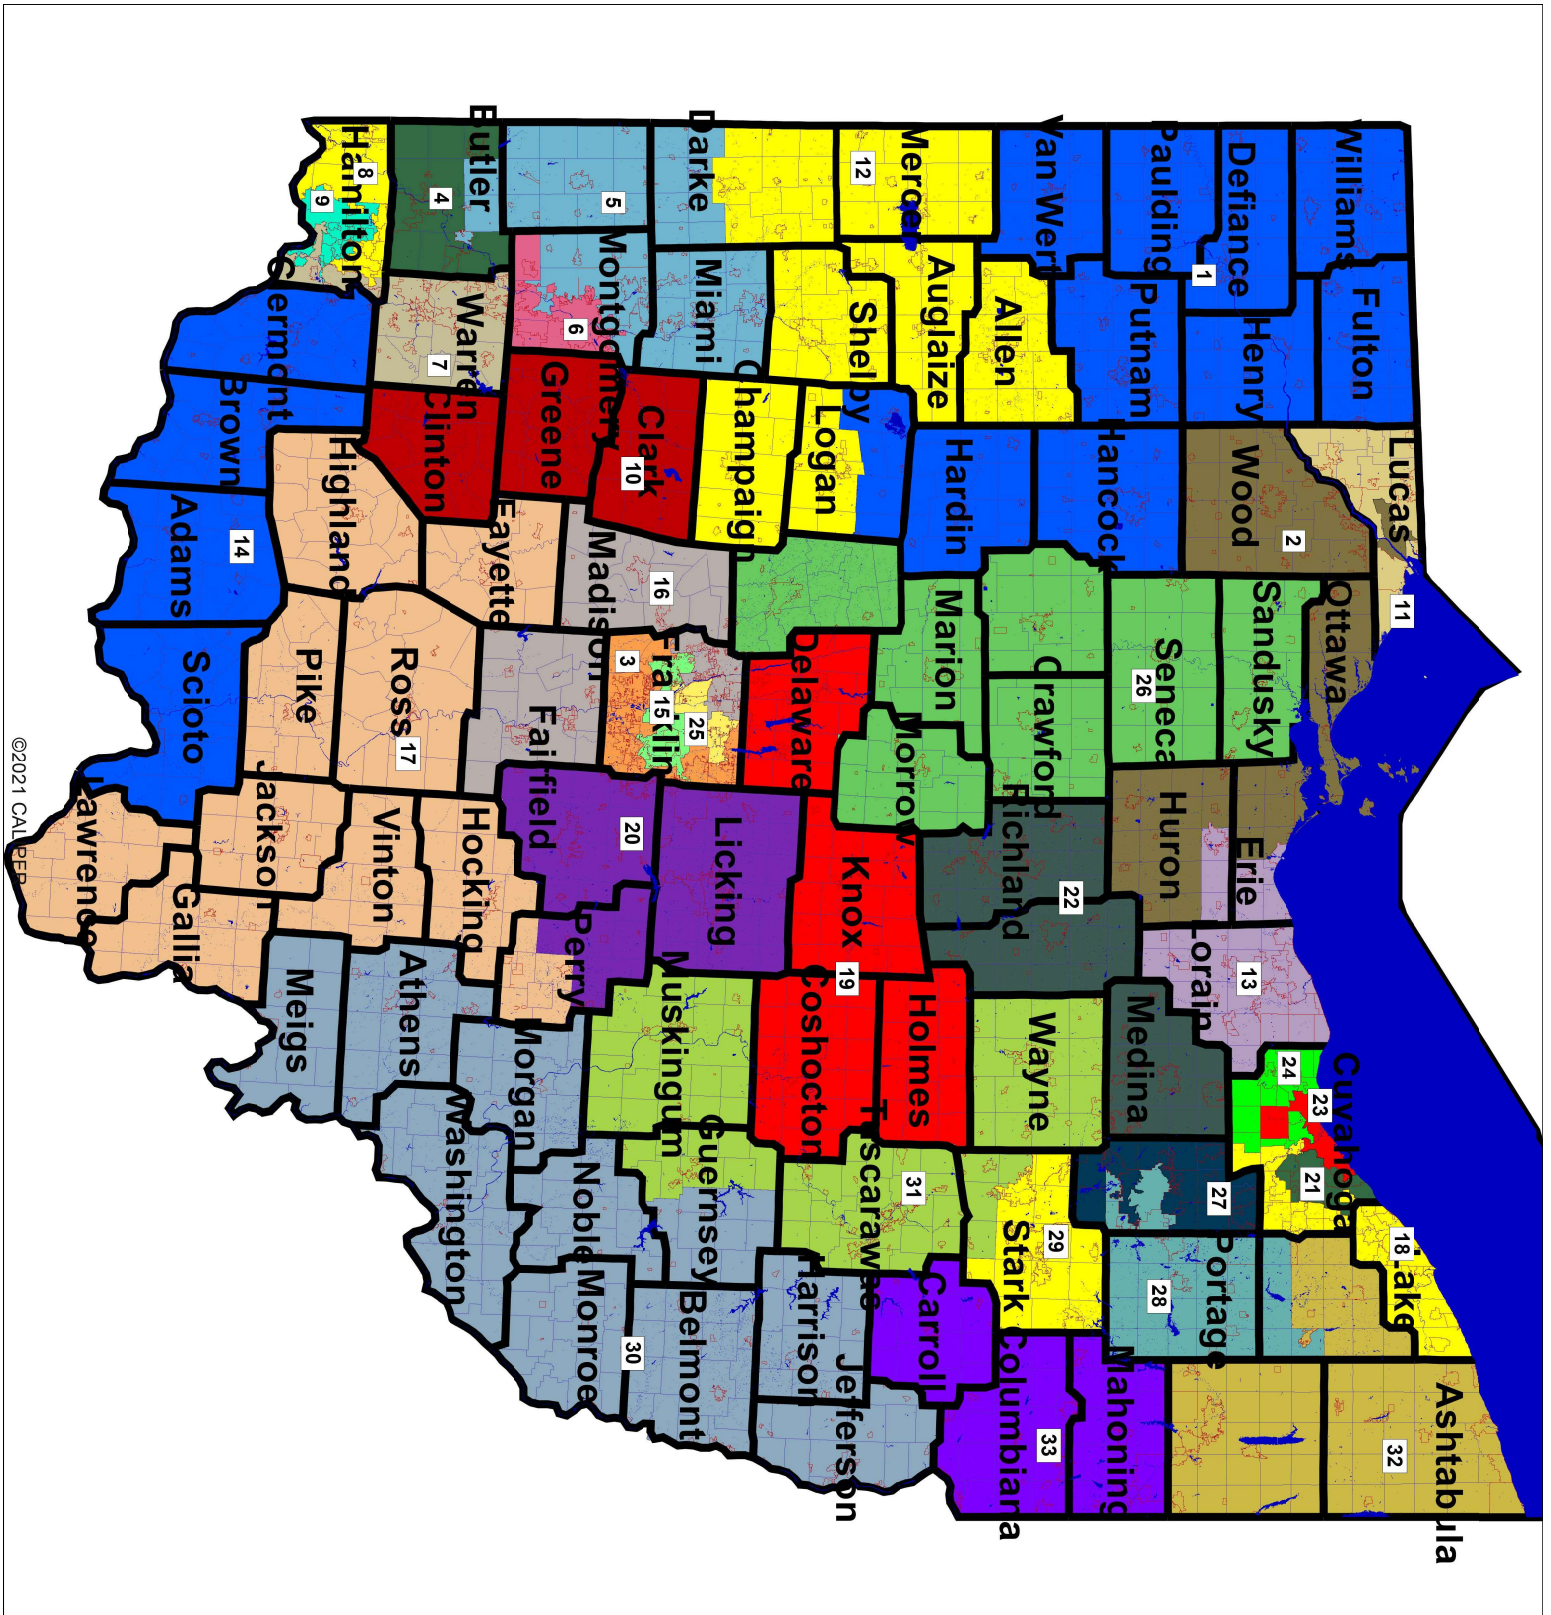 Ashtabula
32
Lake
18
Lucas
11
Fulton
Williams
Cuyahoga
23
21
24
Ottawa
2
Sandusky
Henry
Defiance
Wood
Erie
13
Lorain
27
Portage
1
Huron
Seneca
26
Paulding
Putnam
28
Medina
Hancock
Mahoning
22
Van Wert
29
33
Crawford
Wayne
Stark
Columbiana
Richland
Allen
Hardin
Marion
Auglaize
Holmes
31
Carroll
Mercer
Morrow
12
Shelby
Knox
19
Tuscarawas
Jefferson
Logan
Delaware
Coshocton
Harrison
Champaign
Licking
Darke
Miami
25
Guernsey
Belmont
Muskingum
16
15
Franklin
Clark
10
3
20
30
5
Montgomery
6
Madison
Perry
Noble
Monroe
Greene
Fairfield
Morgan
Fayette
Butler
Warren
Hocking
Washington
4
7
Clinton
17
Ross
Athens
8
Hamilton
9
Highland
Vinton
Pike
Meigs
Clermont
Jackson
Brown
14
Adams
Scioto
Gallia
Lawrence
©2021 CALIPER